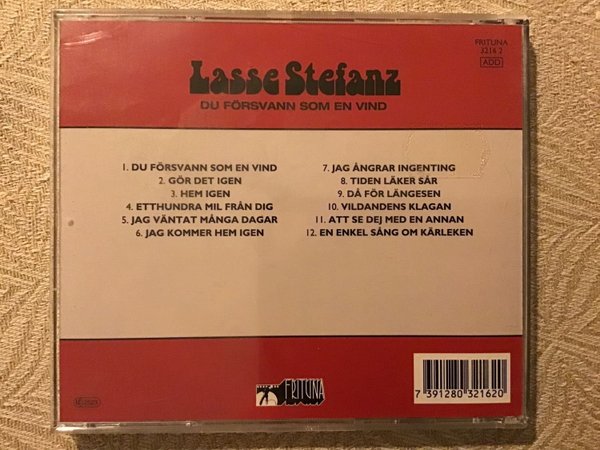 FRITUNA
3216 2
ADD
Lasse Stefanz
DU FÖRSVANN SOM EN VIND
1. DU FÖRSVANN SOM EN VIND
2. GÖR DET IGEN
3. HEM IGEN
4. ETTHUNDRA MIL FRÅN DIG
5. JAG VÄNTAT MÅNGA DAGAR
6. JAG KOMMER HEM IGEN
7. JAG ÅNGRAR INGENTING
8. TIDEN LÄKER SÅR
9. DÅ FÖR LÄNGESEN
10. VILDANDENS KLAGAN
11. ATT SE DEJ MED EN ANNAN
12. EN ENKEL SÅNG OM KÄRLEKEN
FRITUNA
7 391280 321620